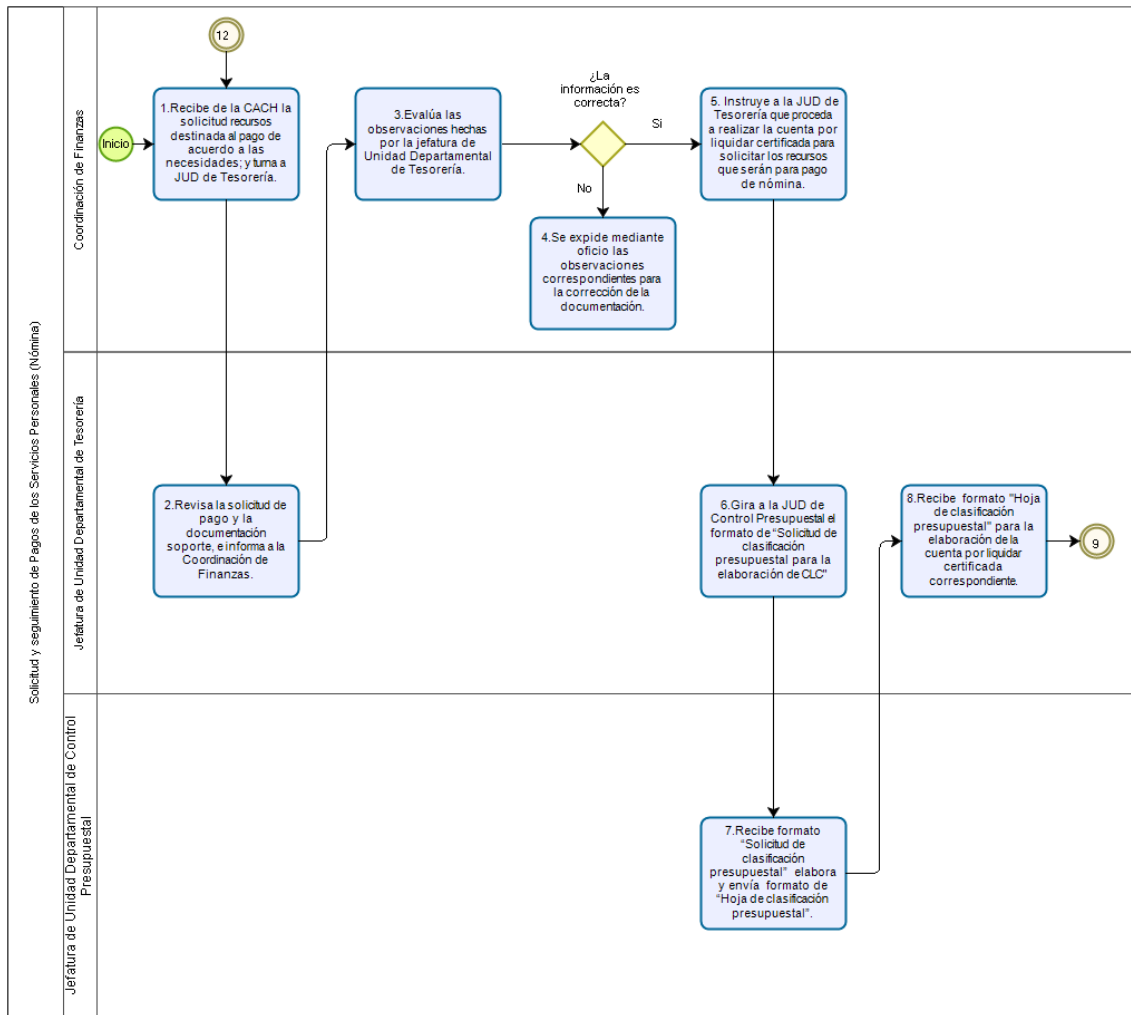 Solicitud y seguimiento de Pagos de los Servicios Personales (Nómina)
Coordinación de Finanzas
12
Inicio
1.Recibe de la CACH la
solicitud recursos
destinada al pago de
acuerdo a las
necesidades; y turna a
JUD de Tesorería.
3.Evalúa las
observaciones hechas
por la jefatura de
Unidad Departamental
de Tesorería.
¿La
información es
correcta?
Si
No
4.Se expide mediante
oficio las
observaciones
correspondientes para
la corrección de la
documentación.
5. Instruye a la JUD de
Tesorería que proceda
a realizar la cuenta por
liquidar certificada para
solicitar los recursos
que serán para pago
de nómina.
Jefatura de Unidad Departamental de Tesorería
2.Revisa la solicitud de
pago y la
documentación
soporte, e informa a la
Coordinación de
Finanzas.
6.Gira a la JUD de
Control Presupuestal el
formato de “Solicitud de
clasificación
presupuestal para la
elaboración de CLC"
8.Recibe formato "Hoja
de clasificación
presupuestal" para la
elaboración de la
cuenta por liquidar
certificada
correspondiente.
9
Jefatura de Unidad Departamental de Control
Presupuestal
7.Recibe formato
“Solicitud de
clasificación
presupuestal” elabora
y envía formato de
“Hoja de clasificación
presupuestal”.